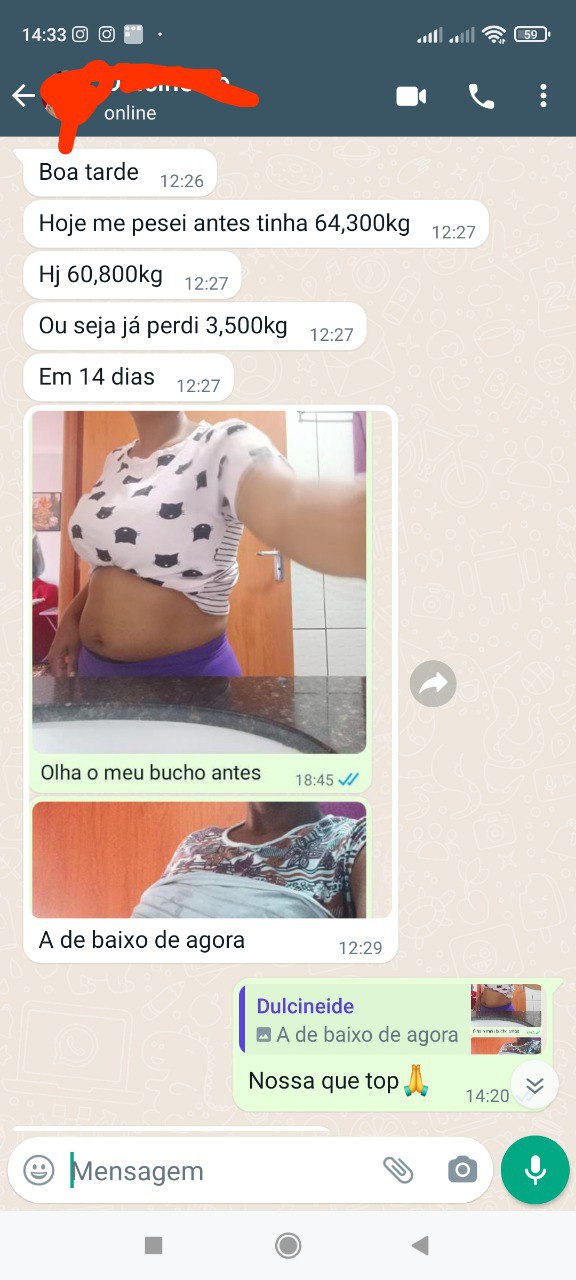 14:33
59
online
Boa tarde 12:26
Hoje me pesei antes tinha 64,300kg 12:27
Hj 60,800kg 12:27
Ou seja já perdi 3,500kg 12:27
Em 14 dias 12:27
Olha o meu bucho antes 18:45
A de baixo de agora 12:29
Dulcineide
A de baixo de agora
Nossa que top🙏 14:20
Mensagem